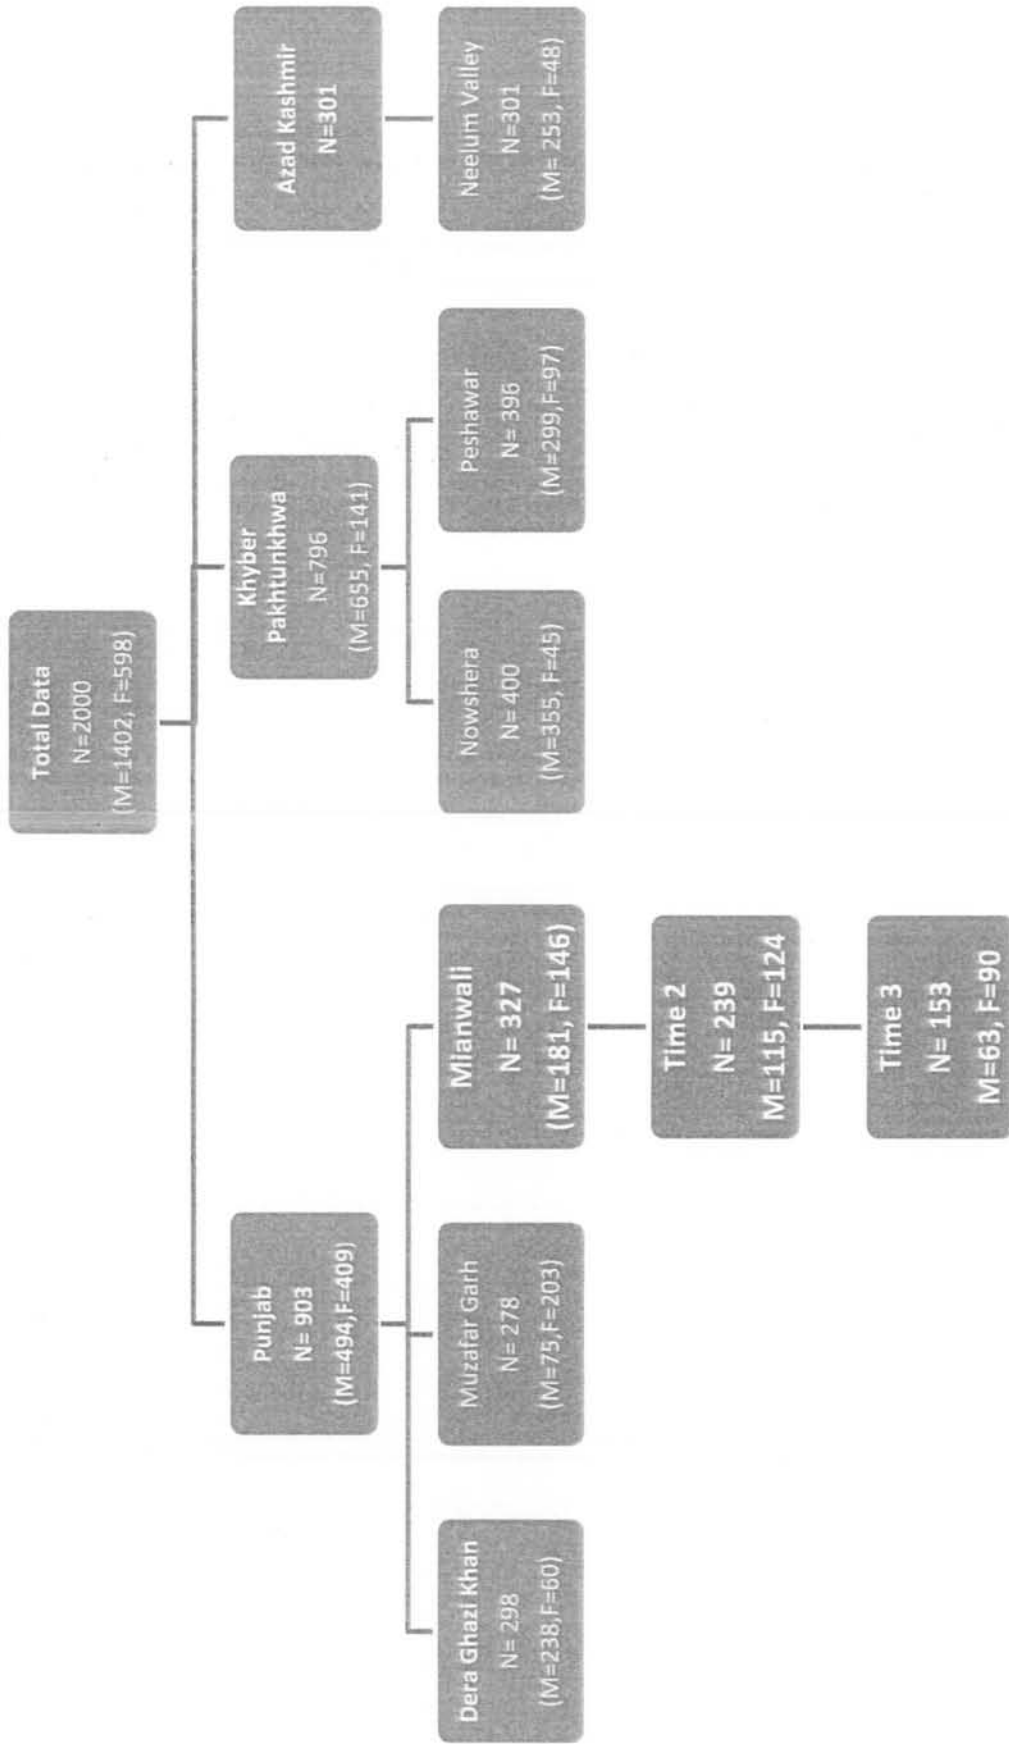 Total Data
N=2000
(M=1402, F=598)
Punjab
N= 903
(M=494,F=409)
Khyber
Pakhtunkhwa
N=796
(M=655, F=141)
Azad Kashmir
N=301
Dera Ghazi Khan
N= 298
(M=238,F=60)
Muzafar Garh
N= 278
(M=75,F=203)
Mianwali
N= 327
(M=181, F=146)
Nowshera
N= 400
(M=355, F=45)
Peshawar
N= 396
(M=299,F=97)
Neelum Valley
N=301
(M= 253, F=48)
Time 2
N= 239
M=115, F=124
Time 3
N= 153
M=63, F=90